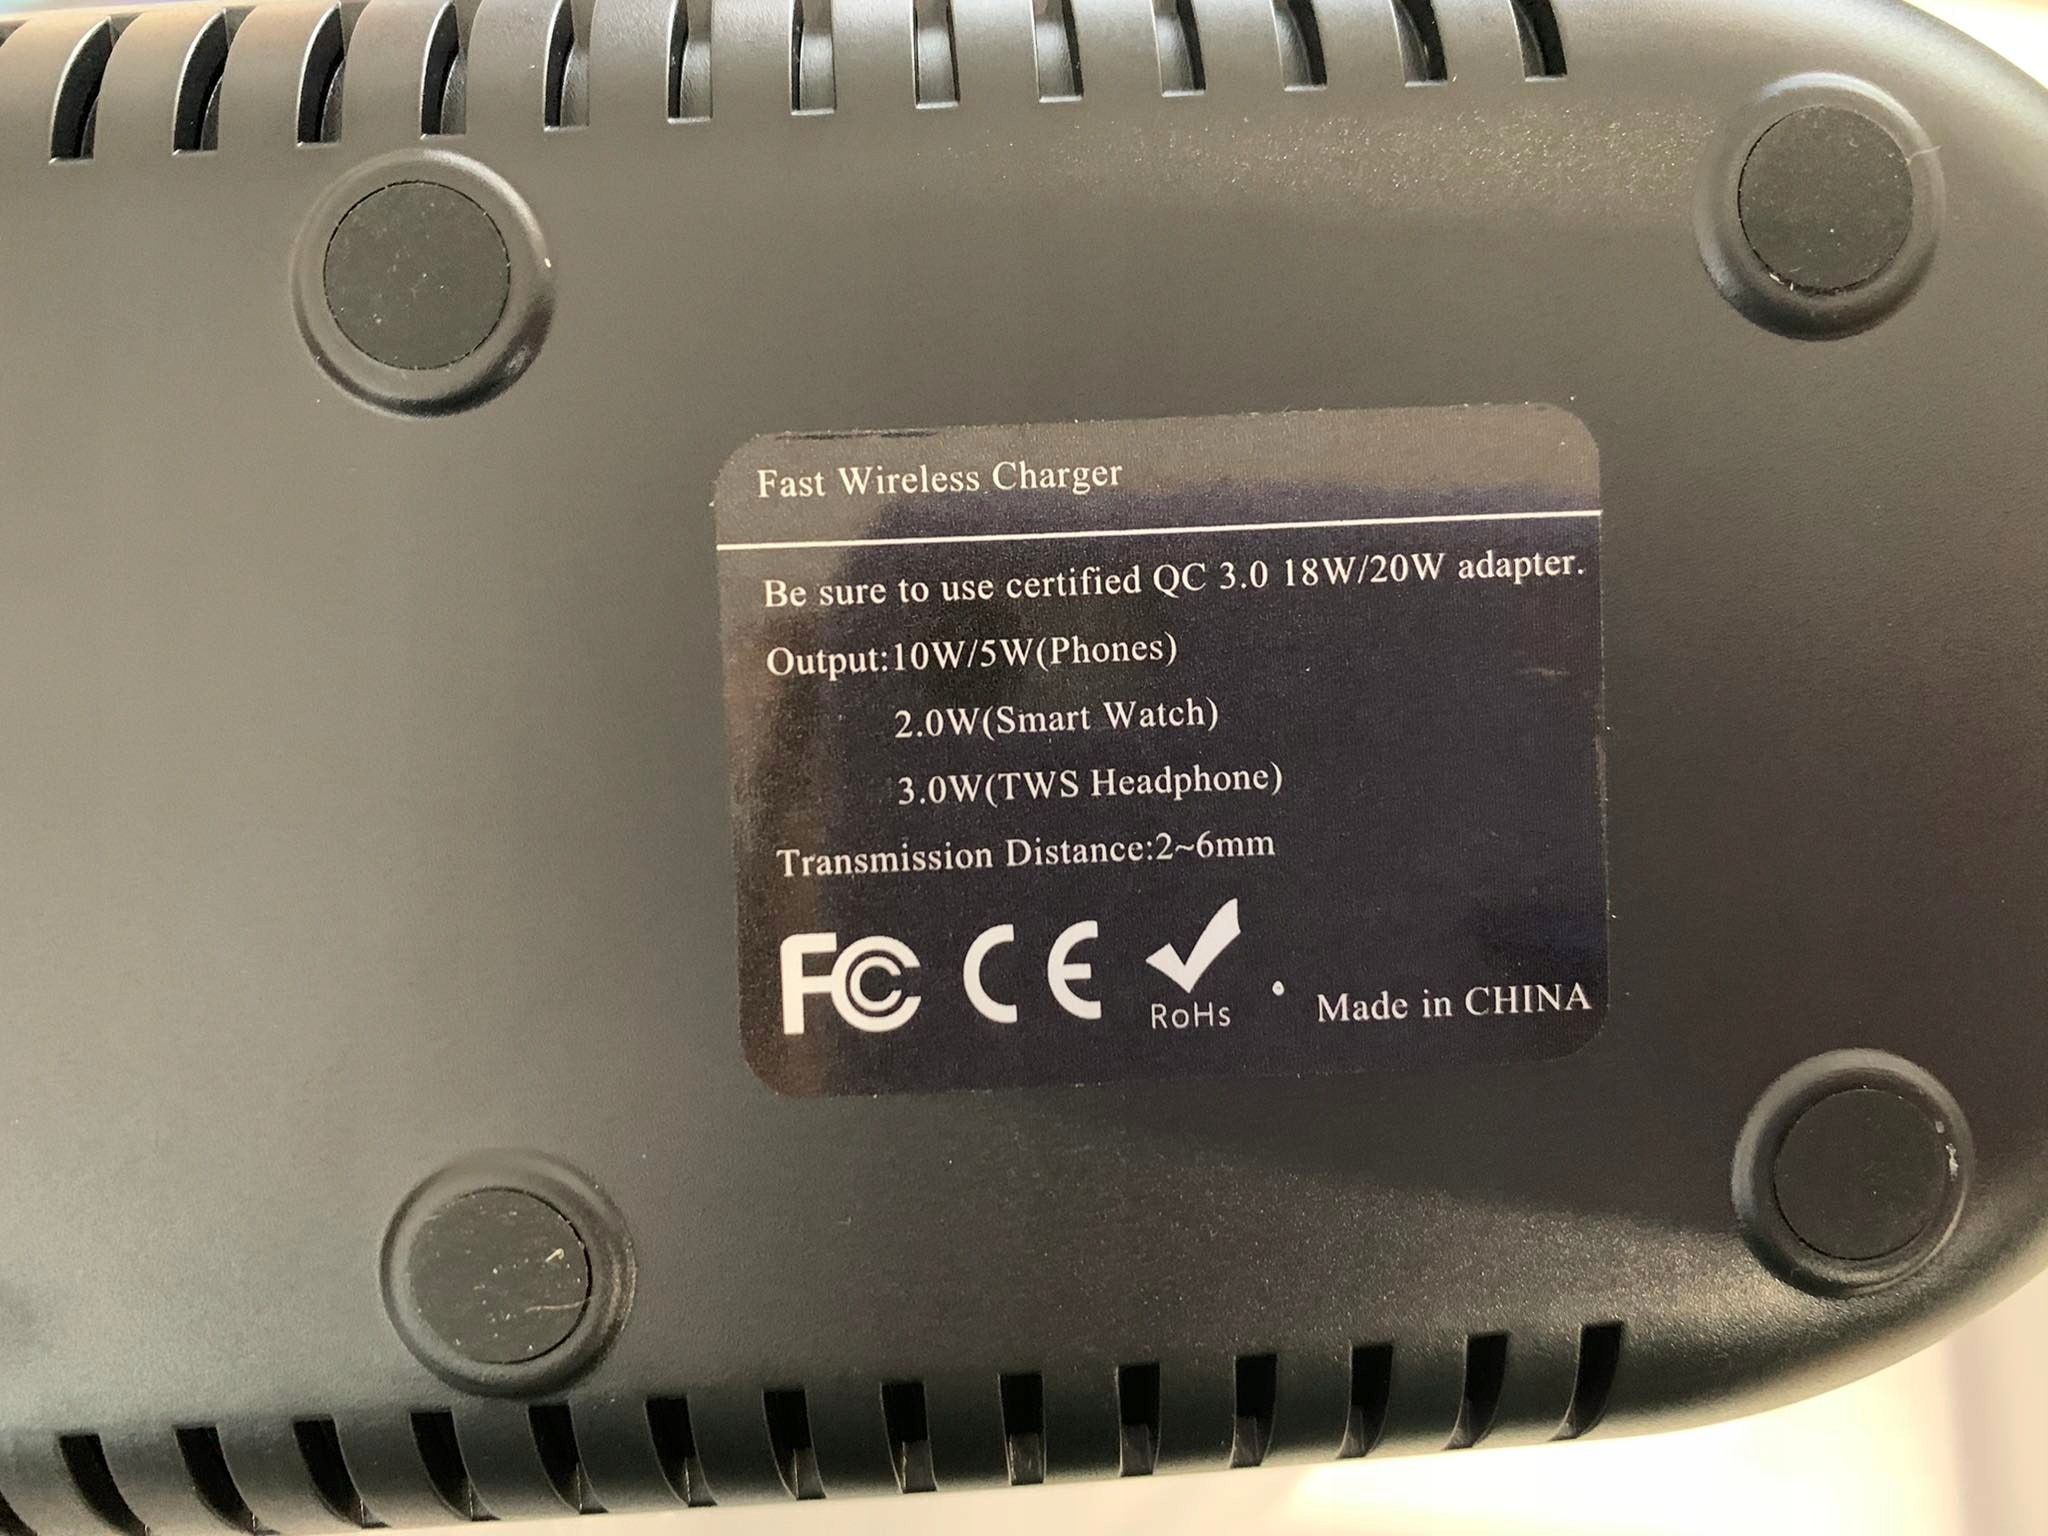 Fast Wireless Charger
Be sure to use certified QC 3.0 18W/20W adapter.
Output:10W/5W(Phones)
2.0W(Smart Watch)
3.0W(TWS Headphone)
Transmission Distance:2~6mm
FC CE RoHs . Made in CHINA